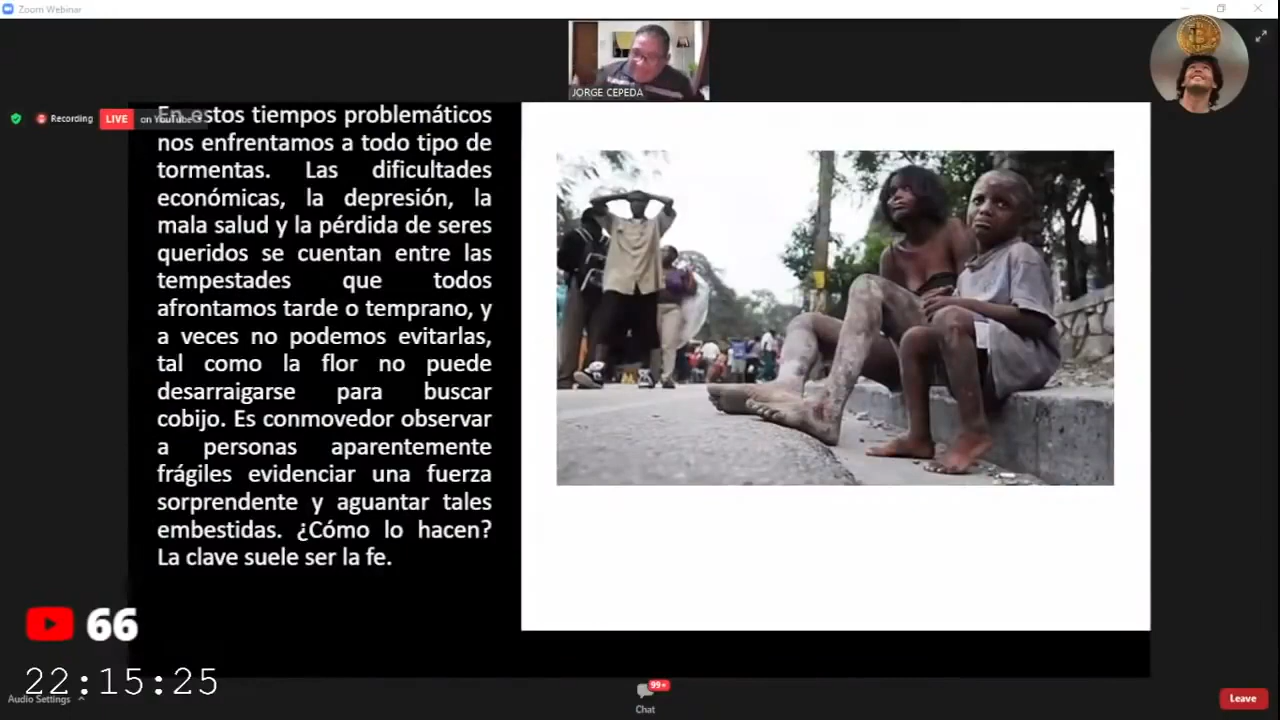 Zoom Webinar
JORGE CEPEDA
Recording
LIVE
on YouTube
En estos tiempos problemáticos
nos enfrentamos a todo tipo de
tormentas. Las dificultades
económicas, la depresión, la
mala salud y la pérdida de seres
queridos se cuentan entre las
tempestades que todos
afrontamos tarde o temprano, y
a veces no podemos evitarlas,
tal como la flor no puede
desarraigarse para buscar
cobijo. Es conmovedor observar
a personas aparentemente
frágiles evidenciar una fuerza
sorprendente y aguantar tales
embestidas. ¿Cómo lo hacen?
La clave suele ser la fe.
66
22:15:25
Audio Settings
99+
Chat
Leave